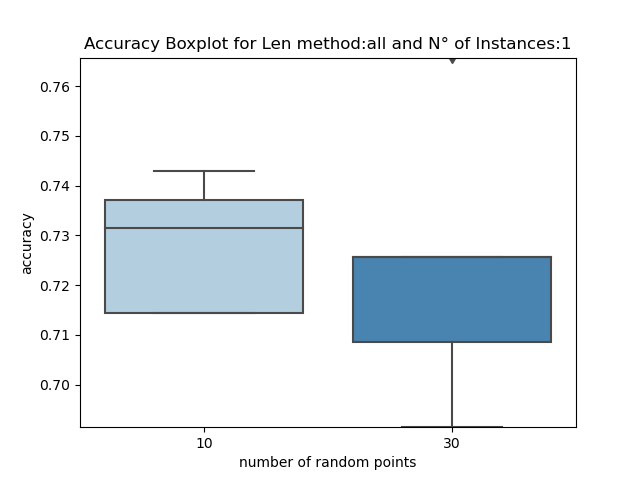 Accuracy Boxplot for Len method:all and N° of Instances:1
0.76
0.75
0.74
0.73
0.72
0.71
0.70
accuracy
10 30
number of random points